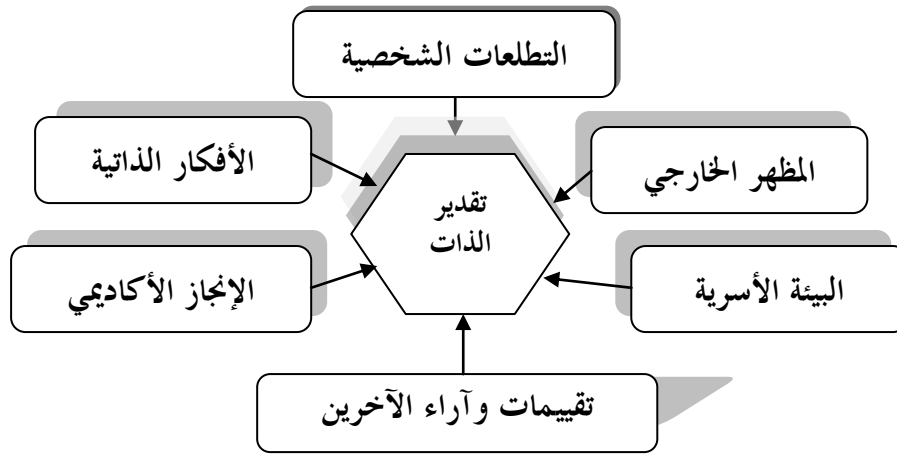 التطلعات الشخصية
المظهر الخارجي
الأفكار الذاتية
تقدير
الذات
البيئة الأسرية
الإنجاز الأكاديمي
تقييمات وآراء الآخرين